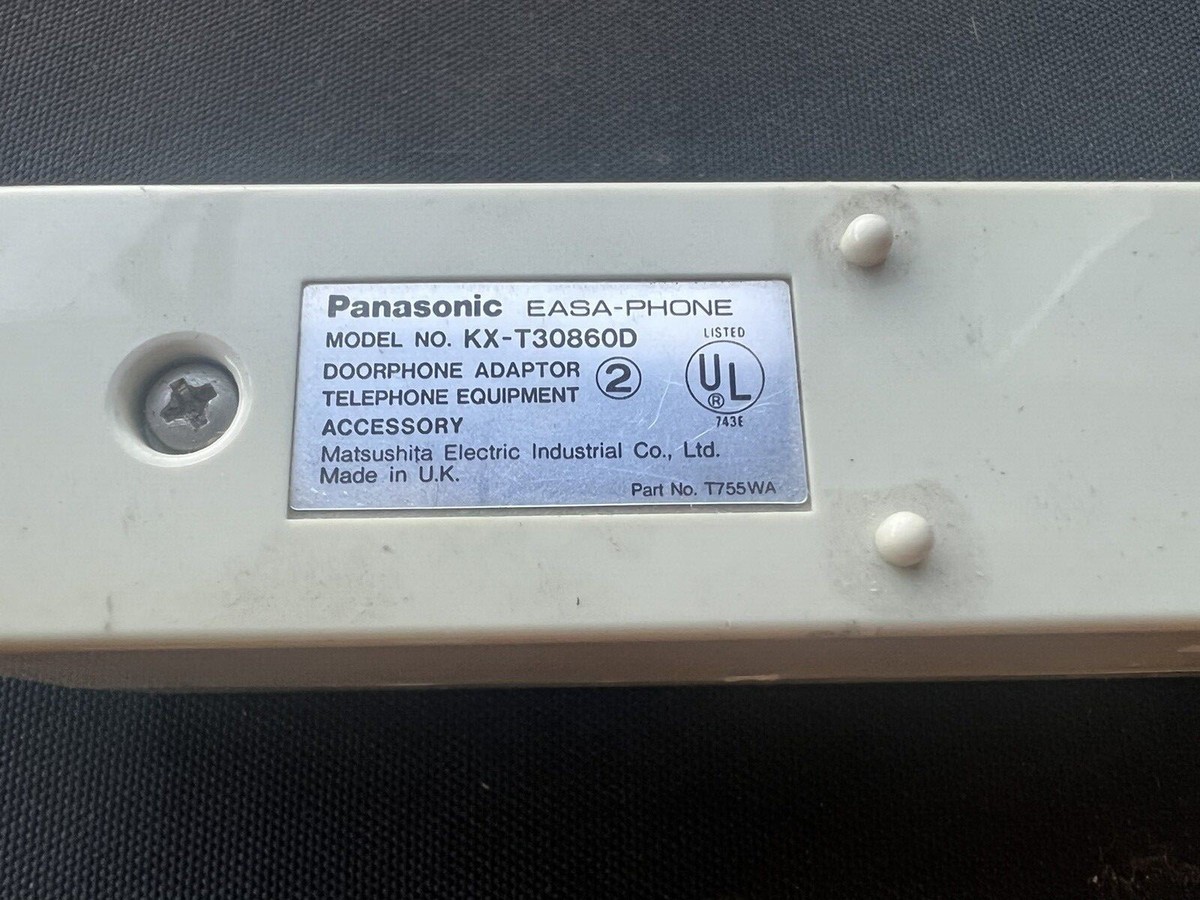 Panasonic EASA-PHONE
MODEL NO. KX-T30860D
LISTED
DOORPHONE ADAPTOR
TELEPHONE EQUIPMENT
2
UL
®
743E
ACCESSORY
Matsushita Electric Industrial Co., Ltd.
Made in U.K.
Part No. T755WA